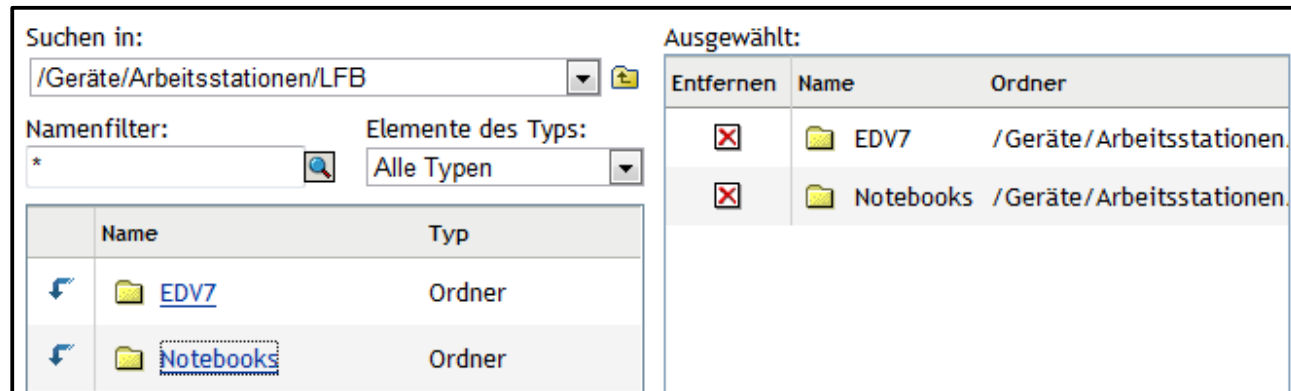 Suchen in:
/Geräte/Arbeitsstationen/LFB
Namenfilter:
Elemente des Typs:
*
Alle Typen
Name Typ
EDV7 Ordner
Notebooks Ordner
Ausgewählt:
Entfernen Name Ordner
EDV7 /Geräte/Arbeitsstationen.
Notebooks /Geräte/Arbeitsstationen.